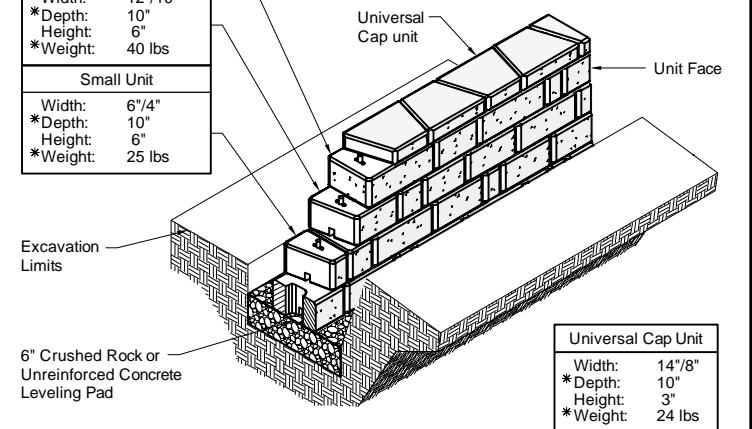 *Depth: 10"
Height: 6"
*Weight: 40 lbs
Small Unit
Width: 6"/4"
*Depth: 10"
Height: 6"
*Weight: 25 lbs
Universal
Cap unit
Unit Face
Excavation
Limits
6" Crushed Rock or
Unreinforced Concrete
Leveling Pad
Universal Cap Unit
Width: 14"/8"
*Depth: 10"
Height: 3"
*Weight: 24 lbs